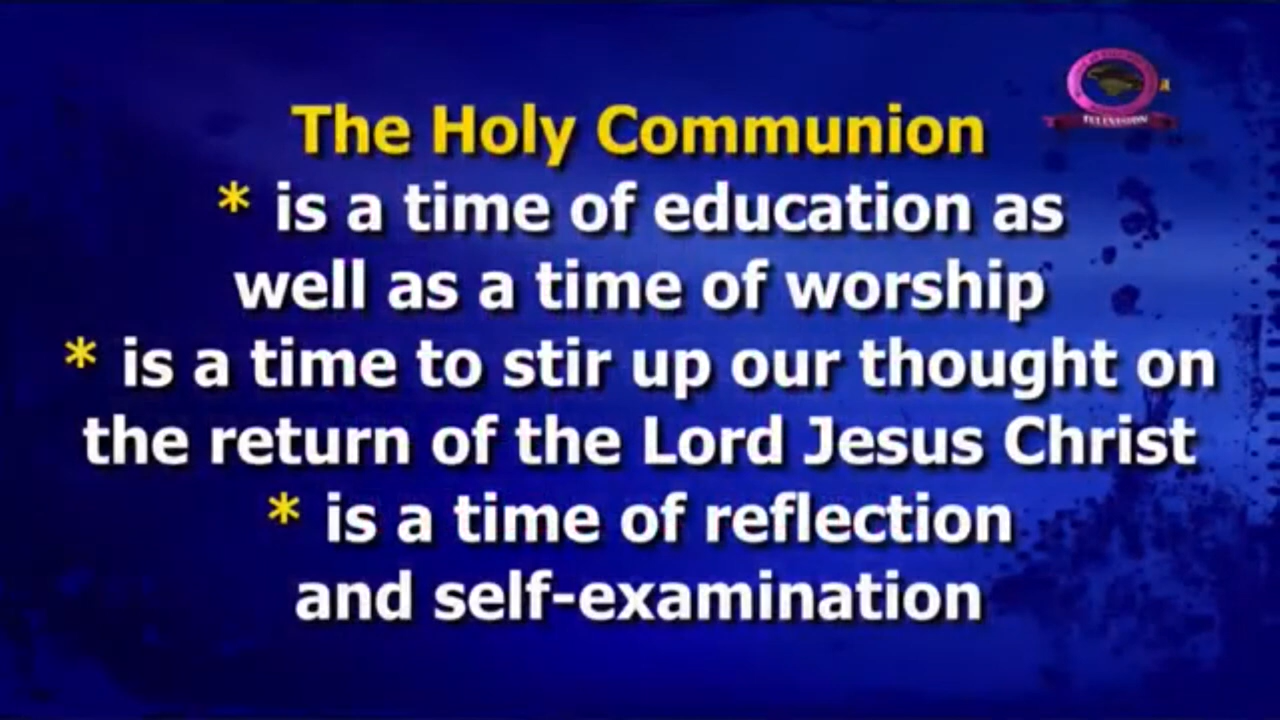 The Holy Communion
* is a time of education as
well as a time of worship
* is a time to stir up our thought on
the return of the Lord Jesus Christ
* is a time of reflection
and self-examination
TELEVISION